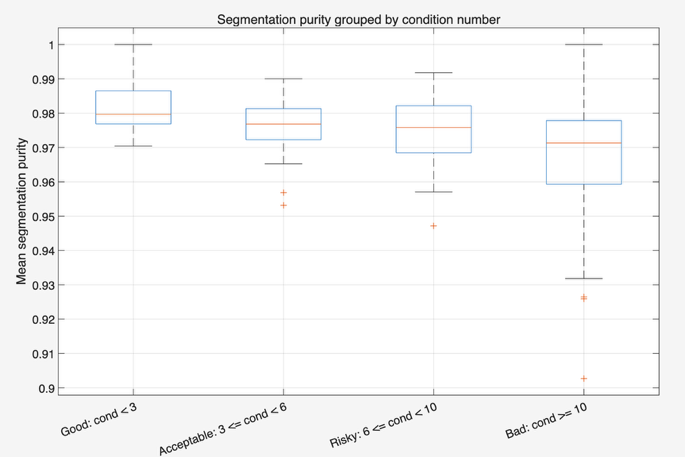 Segmentation purity grouped by condition number
Mean segmentation purity
1
0.99
0.98
0.97
0.96
0.95
0.94
0.93
0.92
0.91
0.9
Good: cond < 3
Acceptable: 3 <= cond < 6
Risky: 6 <= cond < 10
Bad: cond >= 10